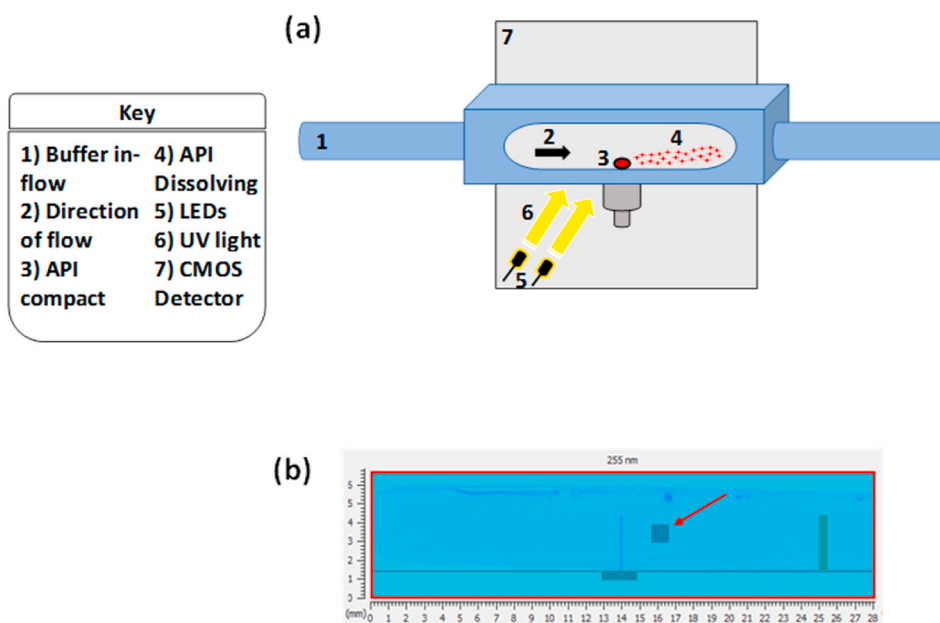 (a)
7
Key
1) Buffer in-
flow
2) Direction
of flow
3) API
compact
4) API
Dissolving
5) LEDs
6) UV light
7) CMOS
Detector
1
2
3
4
6
5
(b)
255 nm
5
4
3
2
1
(mm)
0 1 2 3 4 5 6 7 8 9 10 11 12 13 14 15 16 17 18 19 20 21 22 23 24 25 26 27 28